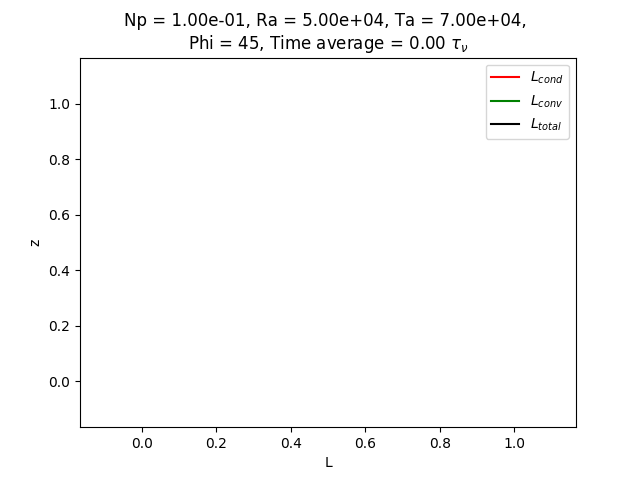 Np = 1.00e-01, Ra = 5.00e+04, Ta = 7.00e+04,
Phi = 45, Time average = 0.00 τ_ν
L_cond
L_conv
L_total
1.0
0.8
0.6
0.4
0.2
0.0
z
0.0 0.2 0.4 0.6 0.8 1.0
L